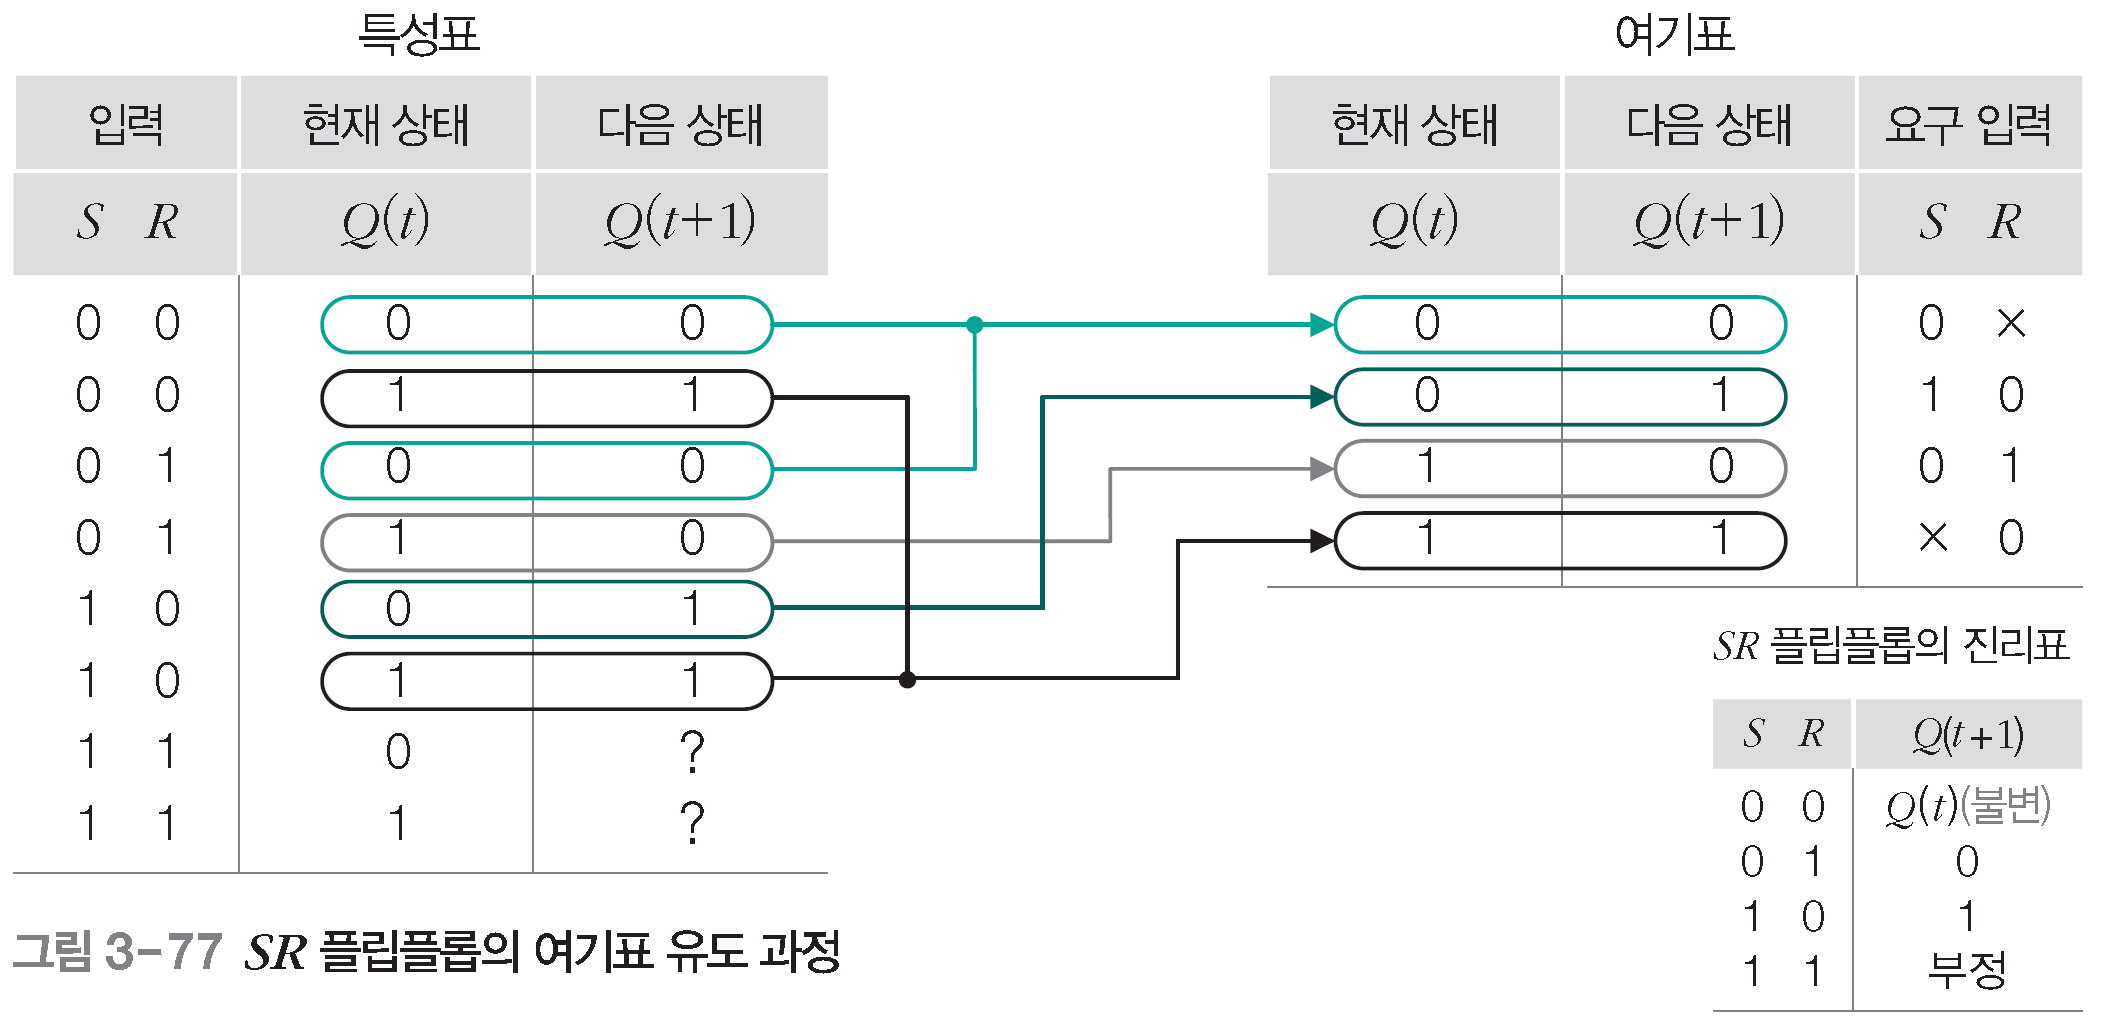 특성표
입력 현재 상태 다음 상태
S R Q(t) Q(t+1)
0 0 0 0
0 0 1 1
0 1 0 0
0 1 1 0
1 0 0 1
1 0 1 1
1 1 0 ?
1 1 1 ?
여기표
현재 상태 다음 상태 요구 입력
Q(t) Q(t+1) S R
0 0 0 ×
0 1 1 0
1 0 0 1
1 1 × 0
SR 플립플롭의 진리표
S R Q(t+1)
0 0 Q(t)(불변)
0 1 0
1 0 1
1 1 부정
그림 3-77 SR 플립플롭의 여기표 유도 과정